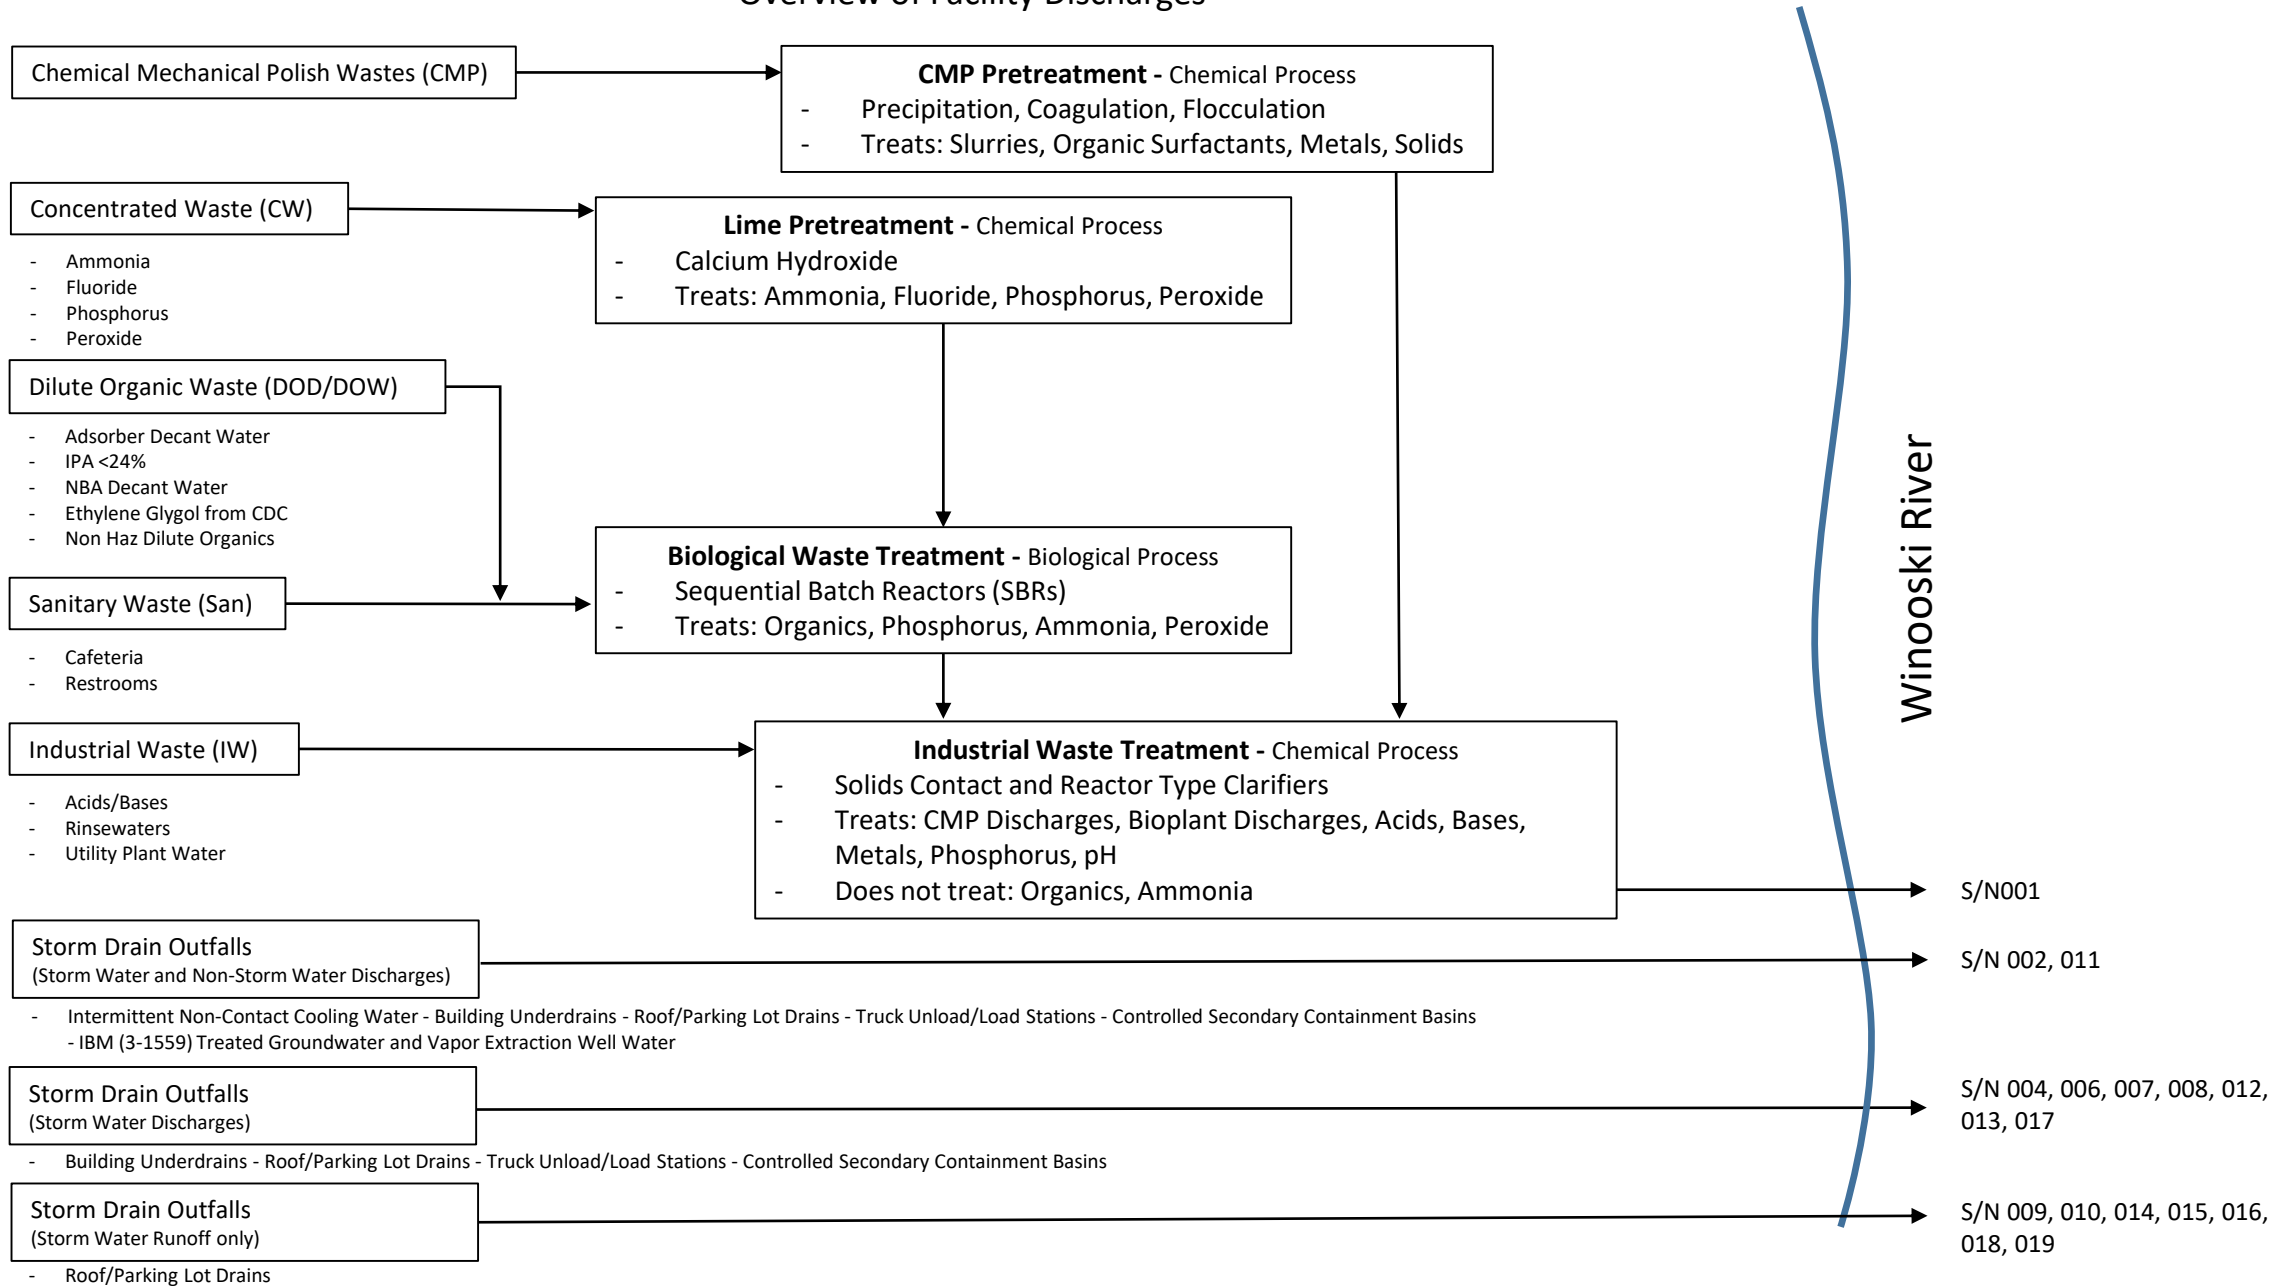 Overview of Facility Discharges
Chemical Mechanical Polish Wastes (CMP)
CMP Pretreatment - Chemical Process
- Precipitation, Coagulation, Flocculation
- Treats: Slurries, Organic Surfactants, Metals, Solids
Concentrated Waste (CW)
- Ammonia
- Fluoride
- Phosphorus
- Peroxide
Lime Pretreatment - Chemical Process
- Calcium Hydroxide
- Treats: Ammonia, Fluoride, Phosphorus, Peroxide
Dilute Organic Waste (DOD/DOW)
- Adsorber Decant Water
- IPA <24%
- NBA Decant Water
- Ethylene Glygol from CDC
- Non Haz Dilute Organics
Biological Waste Treatment - Biological Process
- Sequential Batch Reactors (SBRs)
- Treats: Organics, Phosphorus, Ammonia, Peroxide
Sanitary Waste (San)
- Cafeteria
- Restrooms
Winooski River
Industrial Waste (IW)
- Acids/Bases
- Rinsewaters
- Utility Plant Water
Industrial Waste Treatment - Chemical Process
- Solids Contact and Reactor Type Clarifiers
- Treats: CMP Discharges, Bioplant Discharges, Acids, Bases,
Metals, Phosphorus, pH
- Does not treat: Organics, Ammonia
S/N001
Storm Drain Outfalls
(Storm Water and Non-Storm Water Discharges)
S/N 002, 011
- Intermittent Non-Contact Cooling Water - Building Underdrains - Roof/Parking Lot Drains - Truck Unload/Load Stations - Controlled Secondary Containment Basins
- IBM (3-1559) Treated Groundwater and Vapor Extraction Well Water
Storm Drain Outfalls
(Storm Water Discharges)
S/N 004, 006, 007, 008, 012,
013, 017
- Building Underdrains - Roof/Parking Lot Drains - Truck Unload/Load Stations - Controlled Secondary Containment Basins
Storm Drain Outfalls
(Storm Water Runoff only)
S/N 009, 010, 014, 015, 016,
018, 019
- Roof/Parking Lot Drains